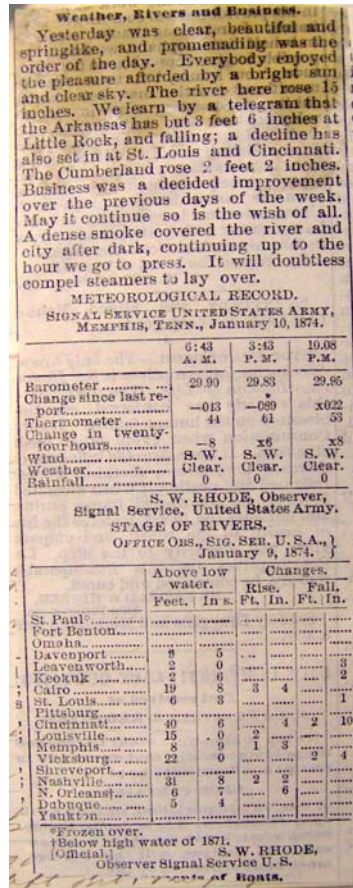 Weather, Rivers and Business.
Yesterday was clear, beautiful and
springlike, and promenading was the
order of the day. Everybody enjoyed
the pleasure afforded by a bright sun
and clear sky. The river here rose 15
inches. We learn by a telegram that
the Arkansas has but 3 feet 6 inches at
Little Rock, and falling; a decline has
also set in at St. Louis and Cincinnati.
The Cumberland rose 2 feet 2 inches.
Business was a decided improvement
over the previous days of the week.
May it continue so is the wish of all.
A dense smoke covered the river and
city after dark, continuing up to the
hour we go to press. It will doubtless
compel steamers to lay over.
METEOROLOGICAL RECORD.
SIGNAL SERVICE UNITED STATES ARMY,
MEMPHIS, TENN., January 10, 1874.
6:43 3:43 10.08
A. M. P. M. P.M.
Barometer 29.90 29.83 29.95
Change since last re-
port —013 —089 x022
Thermometer 44 61 53
Change in twenty-
four hours —8 x6 x8
Wind S. W. S. W. S. W.
Weather Clear. Clear. Clear.
Rainfall 0 0 0
S. W. RHODE, Observer,
Signal Service, United States Army.
STAGE OF RIVERS.
OFFICE OBS., SIG. SER. U. S. A., }
January 9, 1874. }
Above low Changes.
water. Rise. Fall.
Feet. In s. Ft. In. Ft. In.
St. Paul*
Fort Benton
Omaha
Davenport 5
Leavenworth 2 0 3
Keokuk 2 6 2
Cairo 19 8 3 4
St. Louis 6 3 1
Pittsburg
Cincinnati 40 6 4 2 10
Louisville 15 .0 2
Memphis 8 9 1 3
Vicksburg 22 0 2 4
Shreveport
Nashville 31 8 2 2
N. Orleans† 6 7 6
Dubuque 5 4
Yankton
*Frozen over.
†Below high water of 1871.
[Official.] S. W. RHODE,
Observer Signal Service U. S.
of Boats.